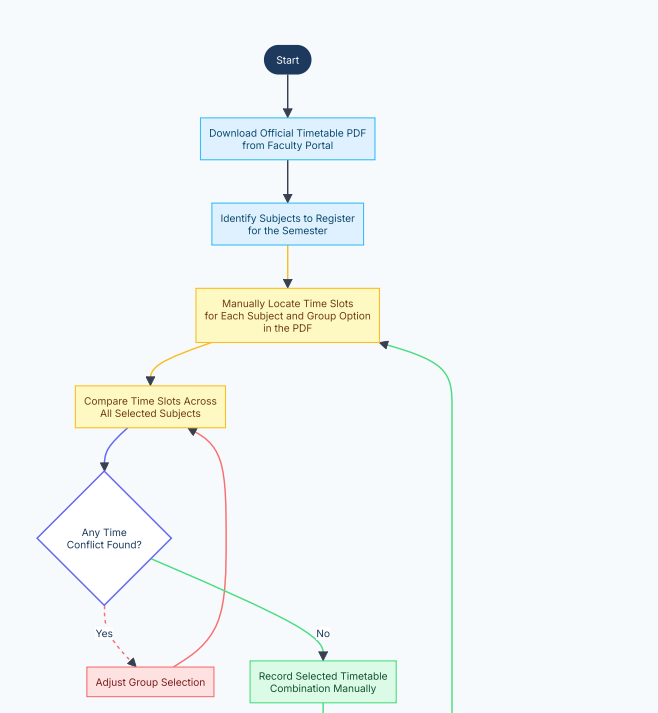 Start
Download Official Timetable PDF
from Faculty Portal
Identify Subjects to Register
for the Semester
Manually Locate Time Slots
for Each Subject and Group Option
in the PDF
Compare Time Slots Across
All Selected Subjects
Any Time
Conflict Found?
Yes
No
Adjust Group Selection
Record Selected Timetable
Combination Manually